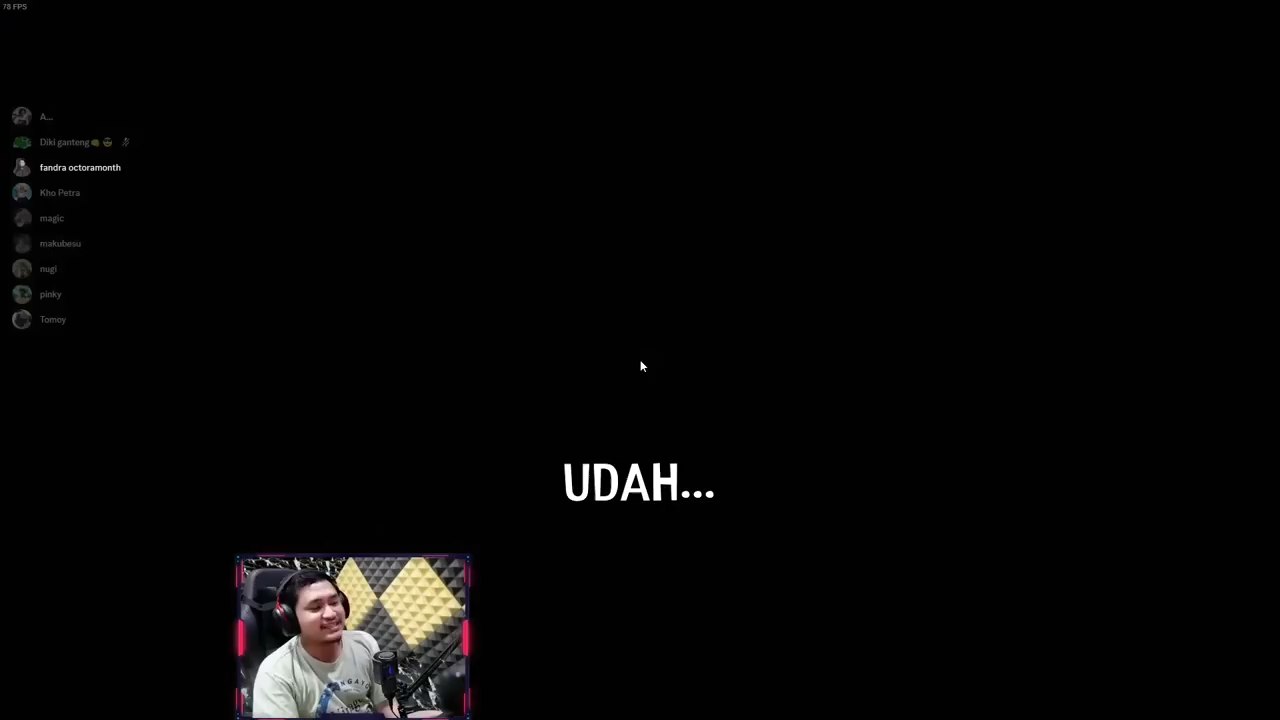 78 FPS
A...
Diki ganteng
fandra octoramonth
Kho Petra
magic
makubesu
nugi
pinky
Tomoy
UDAH...